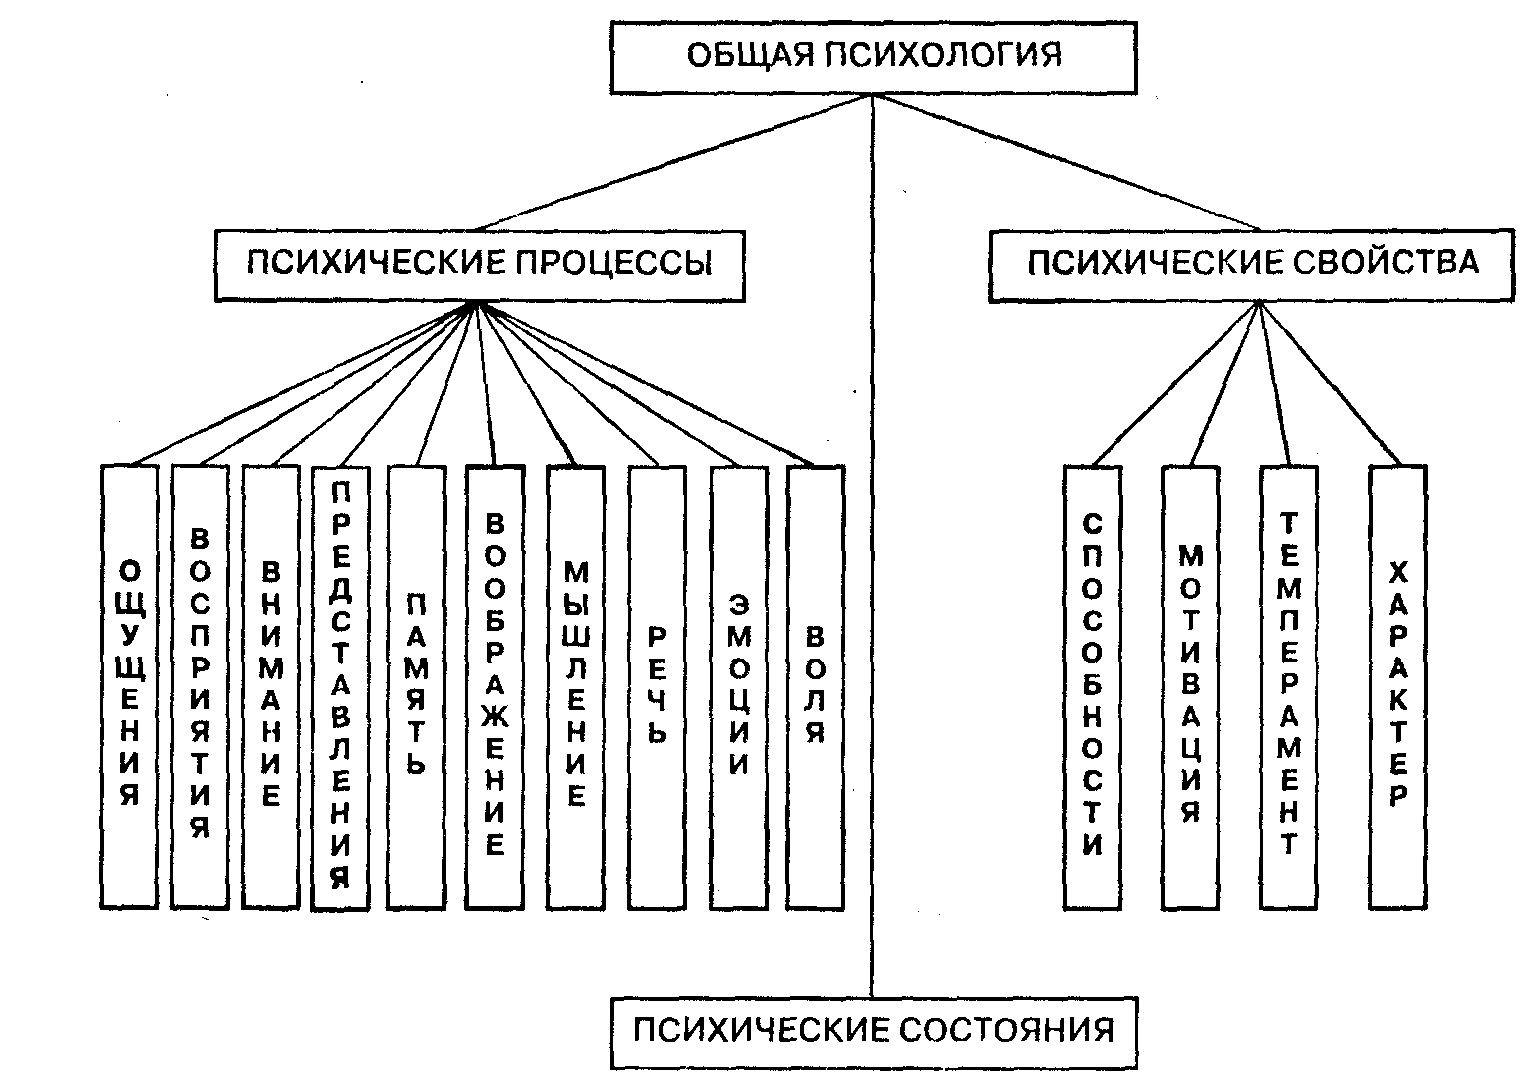 ОБЩАЯ ПСИХОЛОГИЯ
ПСИХИЧЕСКИЕ ПРОЦЕССЫ
ПСИХИЧЕСКИЕ СВОЙСТВА
ОЩУЩЕНИЯ
ВОСПРИЯТИЯ
ВНИМАНИЕ
ПРЕДСТАВЛЕНИЯ
ПАМЯТЬ
ВООБРАЖЕНИЕ
МЫШЛЕНИЕ
РЕЧЬ
ЭМОЦИИ
ВОЛЯ
СПОСОБНОСТИ
МОТИВАЦИЯ
ТЕМПЕРАМЕНТ
ХАРАКТЕР
ПСИХИЧЕСКИЕ СОСТОЯНИЯ